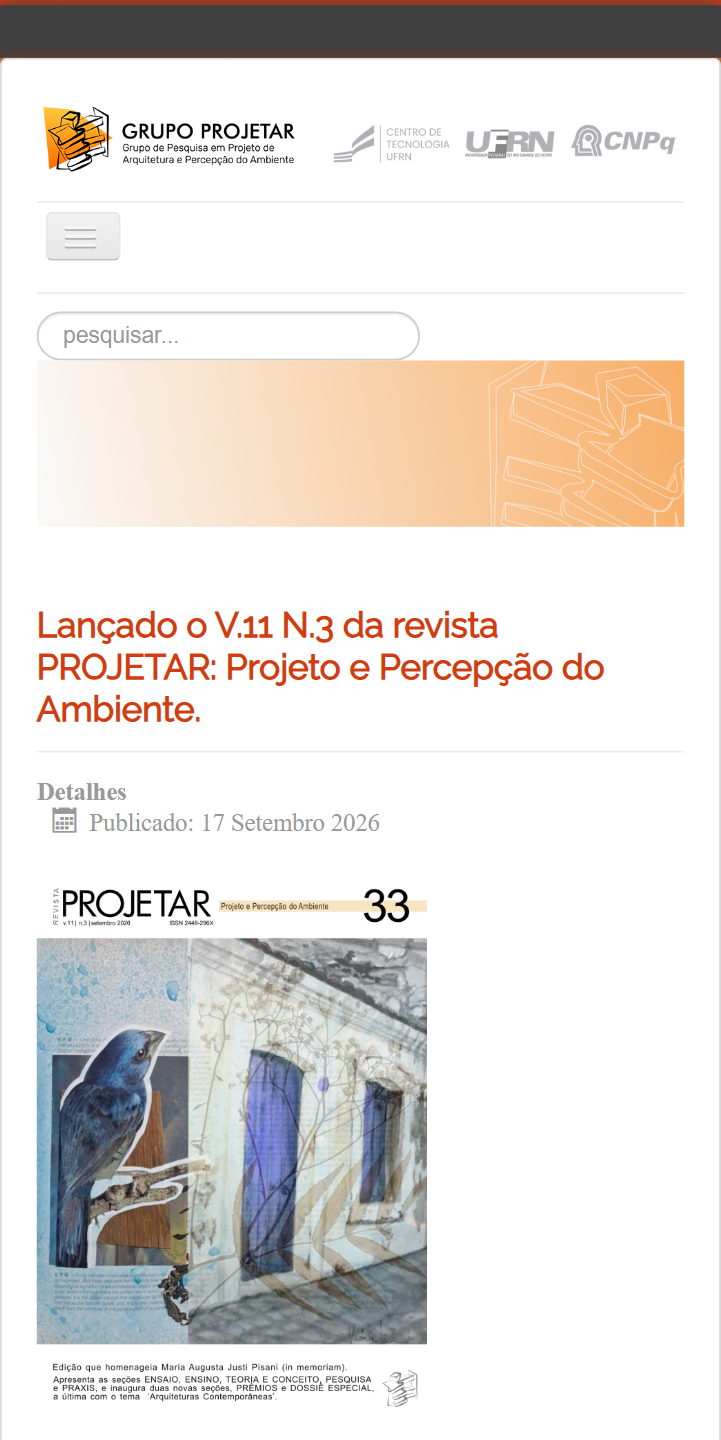 GRUPO PROJETAR
Grupo de Pesquisa em Projeto de
Arquitetura e Percepção do Ambiente
CENTRO DE
TECNOLOGIA
UFRN
UFRN
CNPq
pesquisar...
Lançado o V.11 N.3 da revista
PROJETAR: Projeto e Percepção do
Ambiente.
Detalhes
Publicado: 17 Setembro 2026
REVISTA
PROJETAR
Projeto e Percepção do Ambiente
33
v.11| n.3 |setembro 2026
ISSN 2448-296X
Edição que homenageia Maria Augusta Justi Pisani (in memoriam).
Apresenta as seções ENSAIO, ENSINO, TEORIA E CONCEITO, PESQUISA
e PRAXIS, e inaugura duas novas seções, PRÊMIOS e DOSSIÊ ESPECIAL,
a última com o tema 'Arquiteturas Contemporâneas'.